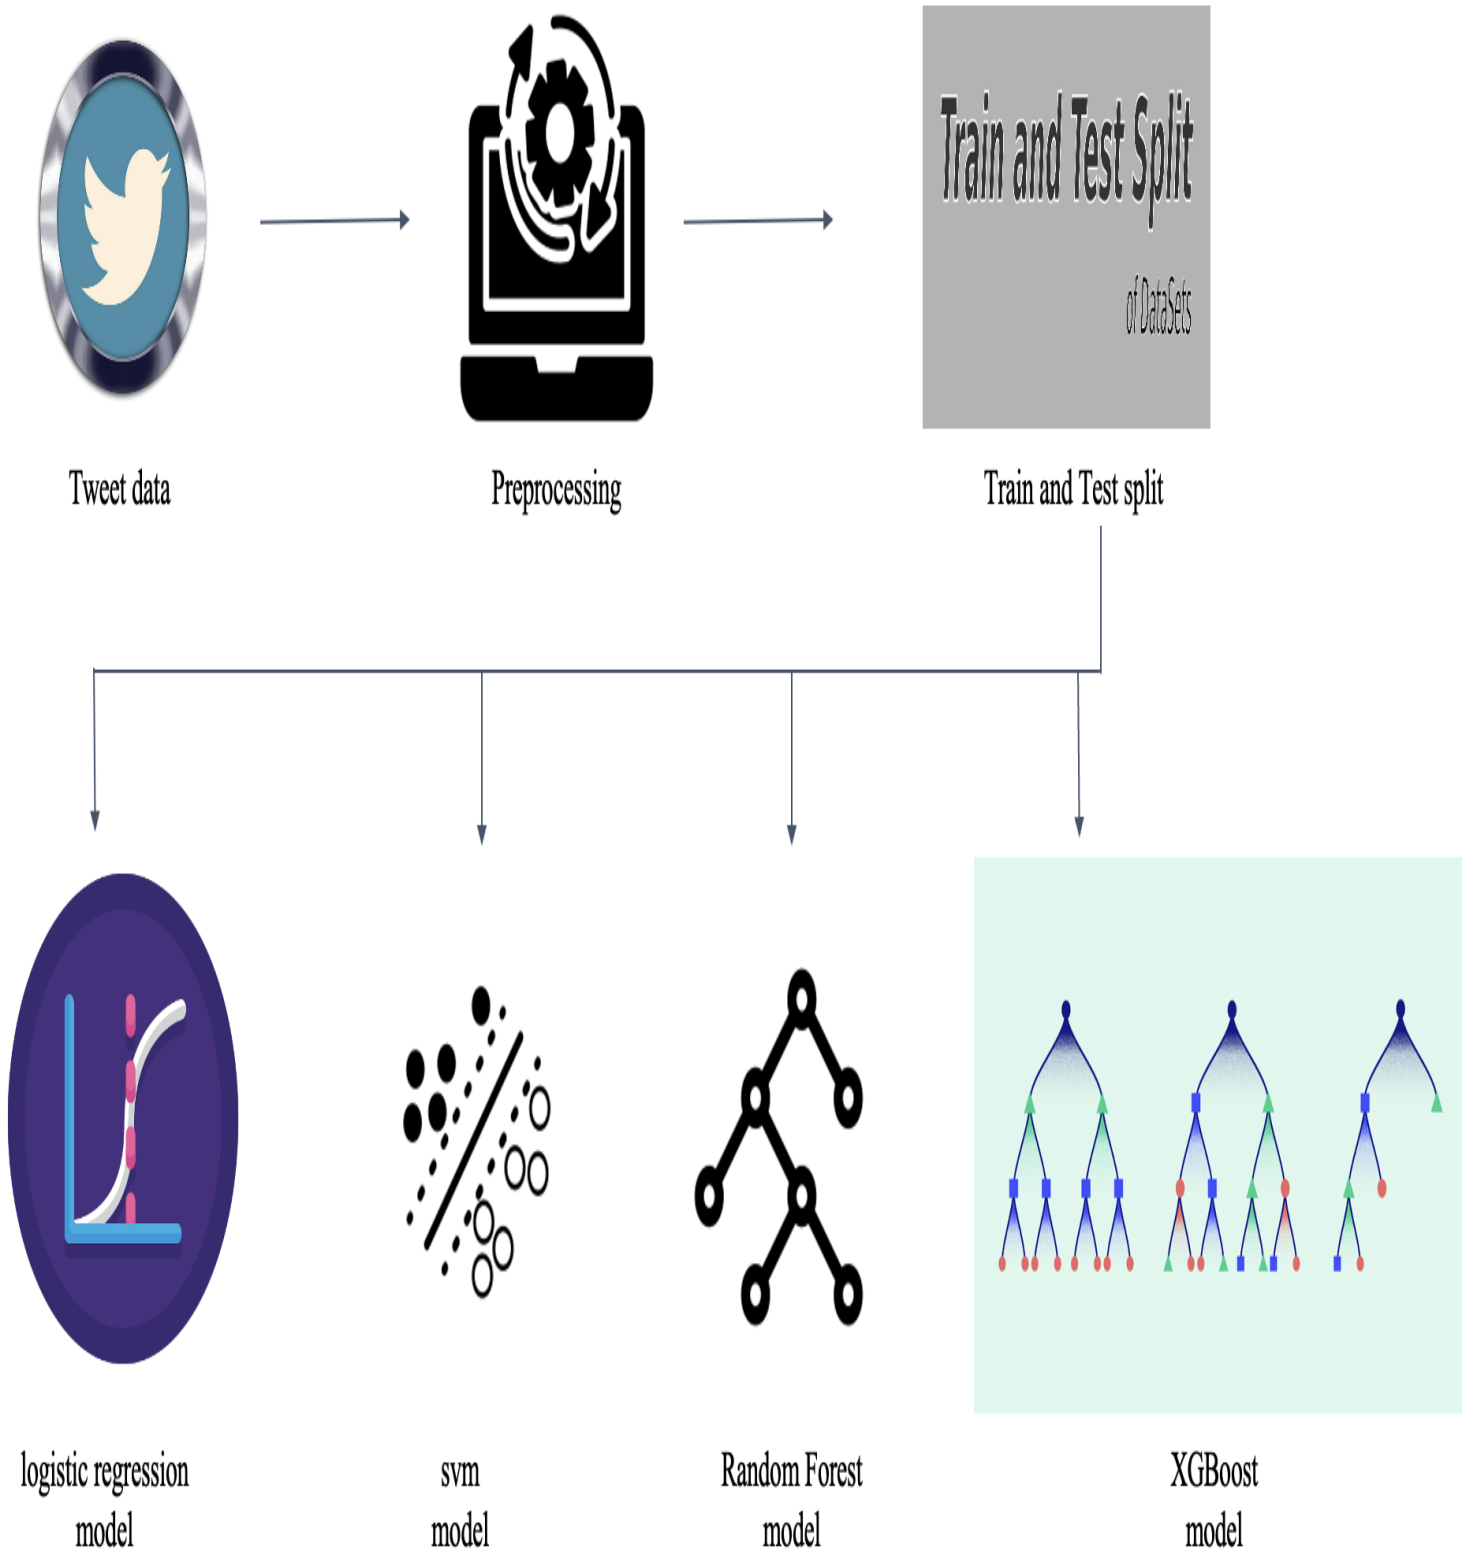 Train and Test Split
of DataSets
Tweet data
Preprocessing
Train and Test split
logistic regression
model
svm
model
Random Forest
model
XGBoost
model